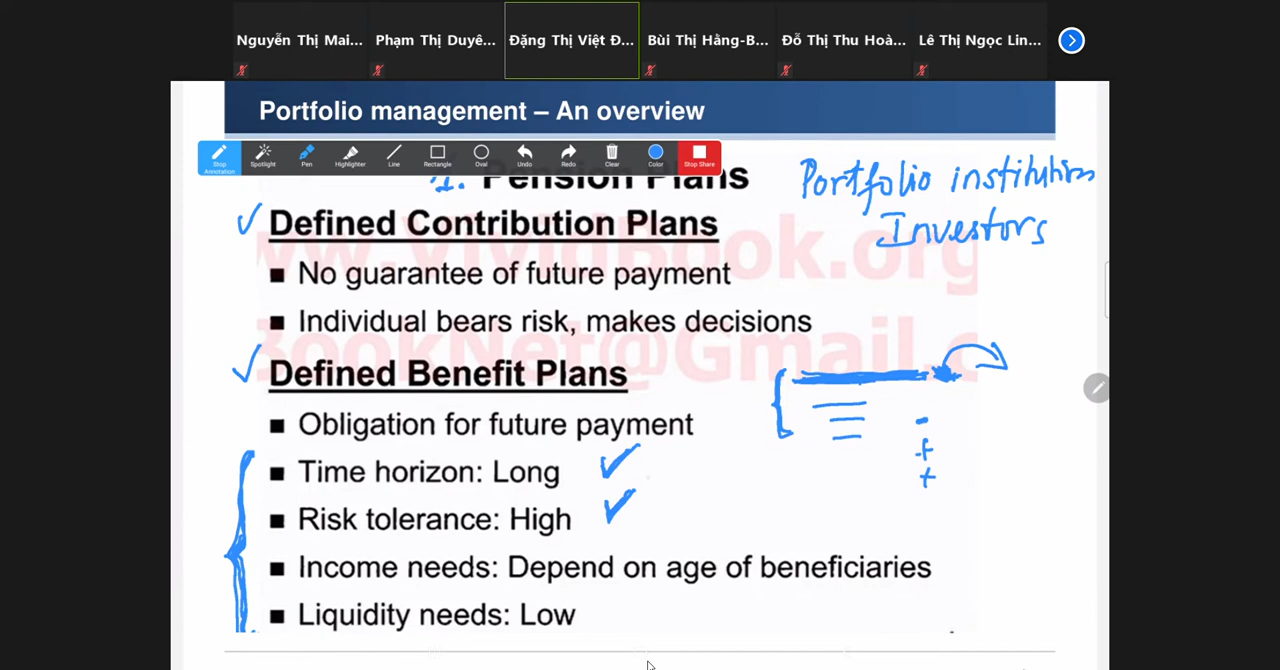 Nguyễn Thị Mai...
Phạm Thị Duyê...
Đặng Thị Việt Đ...
Bùi Thị Hằng-B...
Đỗ Thị Thu Hoà...
Lê Thị Ngọc Lin...
Portfolio management – An overview
Stop Annotation
Spotlight
Pen
Highlighter
Line
Rectangle
Oval
Undo
Redo
Clear
Color
Stop Share
1. Pension Plans
Portfolio institutions
Investors
Defined Contribution Plans
■ No guarantee of future payment
■ Individual bears risk, makes decisions
Defined Benefit Plans
■ Obligation for future payment
■ Time horizon: Long
■ Risk tolerance: High
■ Income needs: Depend on age of beneficiaries
■ Liquidity needs: Low
-
+
+